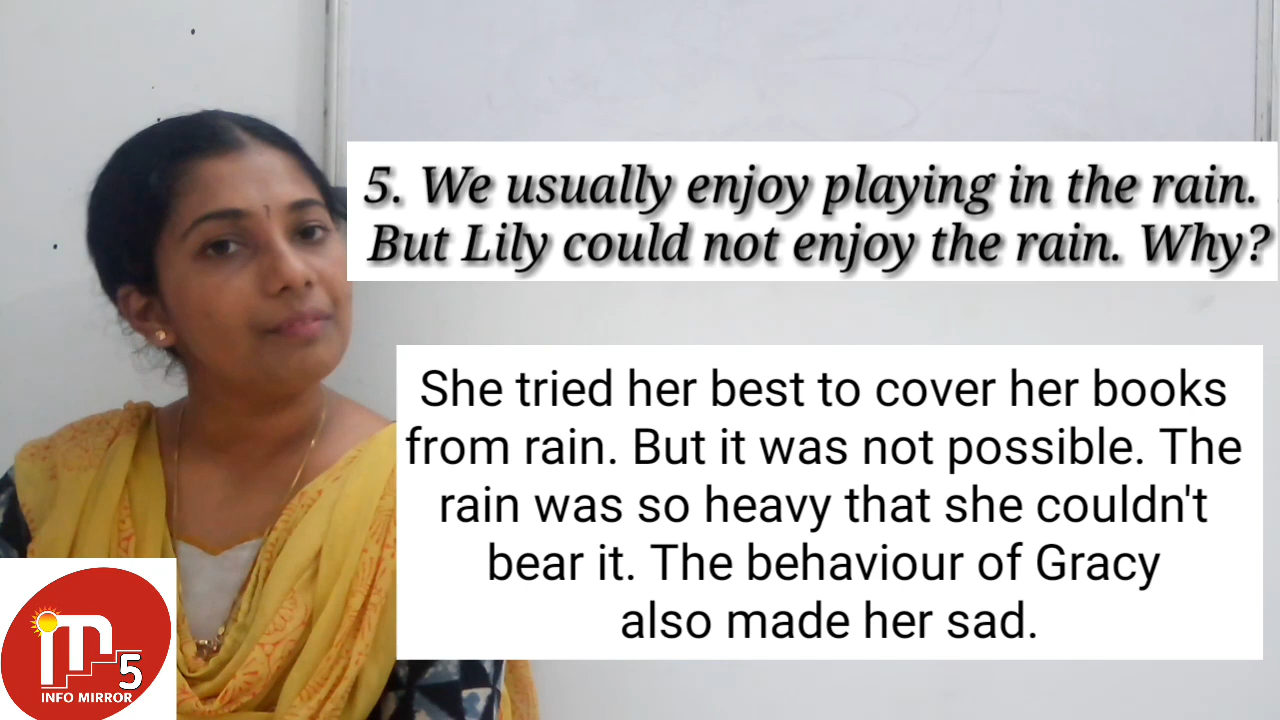 5. We usually enjoy playing in the rain.
But Lily could not enjoy the rain. Why?
She tried her best to cover her books
from rain. But it was not possible. The
rain was so heavy that she couldn't
bear it. The behaviour of Gracy
also made her sad.
m5
INFO MIRROR